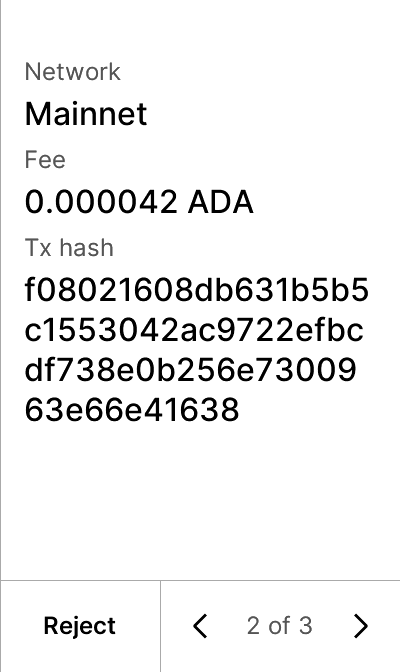 Network
Mainnet
Fee
0.000042 ADA
Tx hash
f08021608db631b5b5
c1553042ac9722efbc
df738e0b256e73009
63e66e41638
Reject
2 of 3